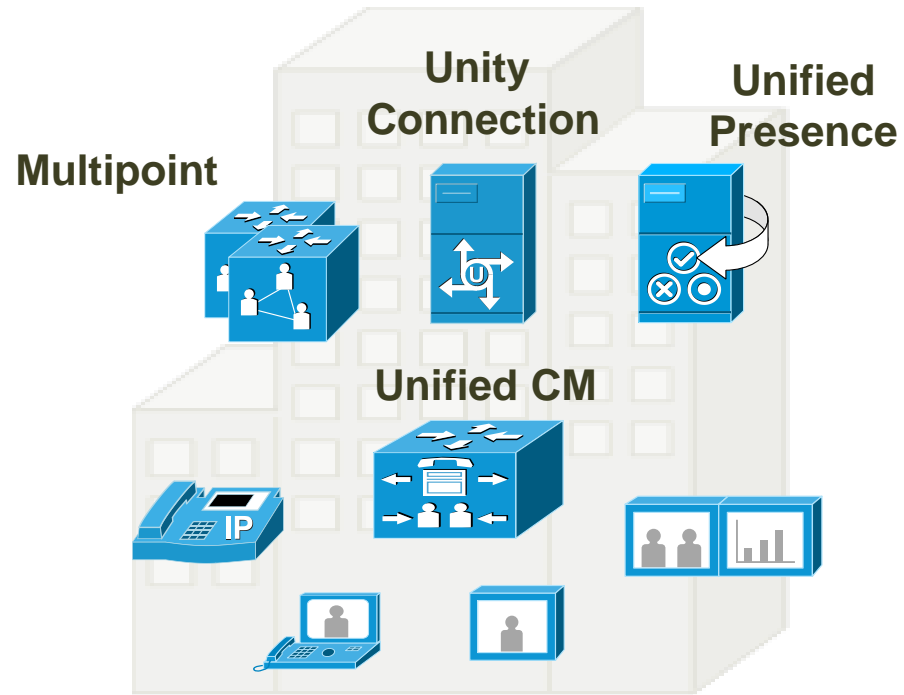 Unity
Connection
Unified
Presence
Multipoint
U
Unified CM
IP